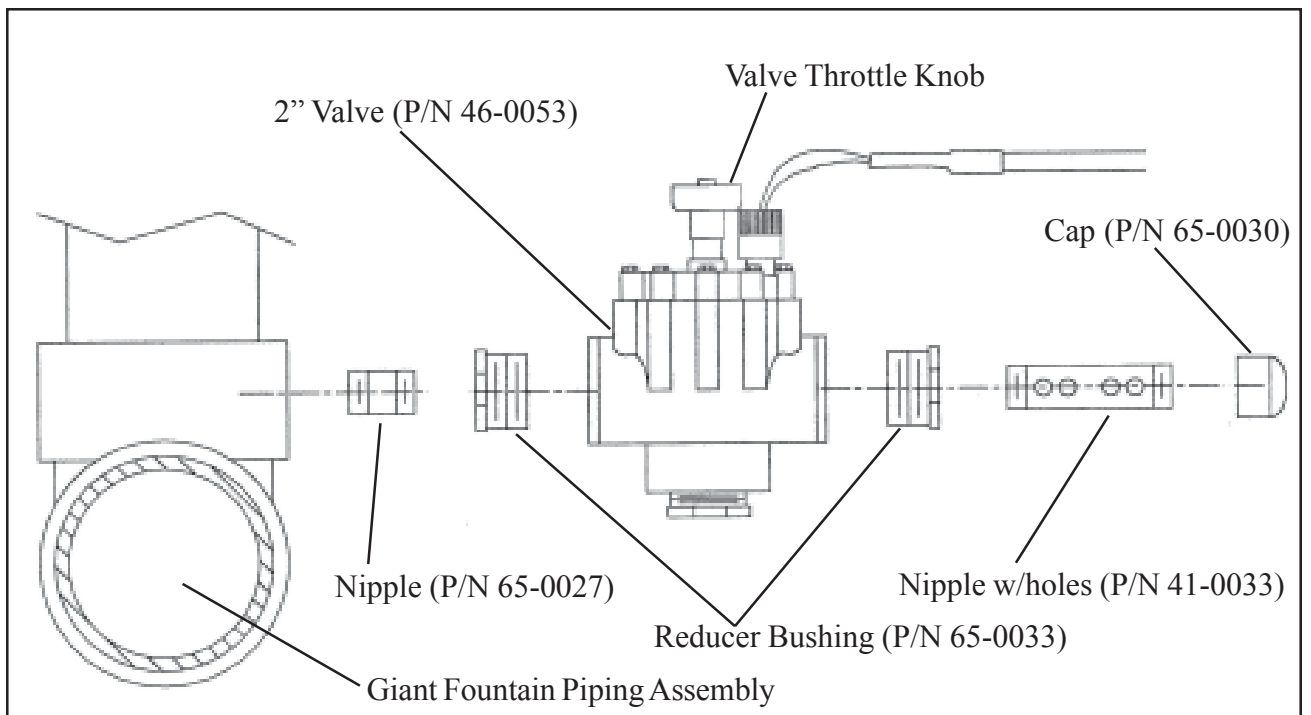 Valve Throttle Knob
2” Valve (P/N 46-0053)
Cap (P/N 65-0030)
Nipple (P/N 65-0027)
Nipple w/holes (P/N 41-0033)
Reducer Bushing (P/N 65-0033)
Giant Fountain Piping Assembly